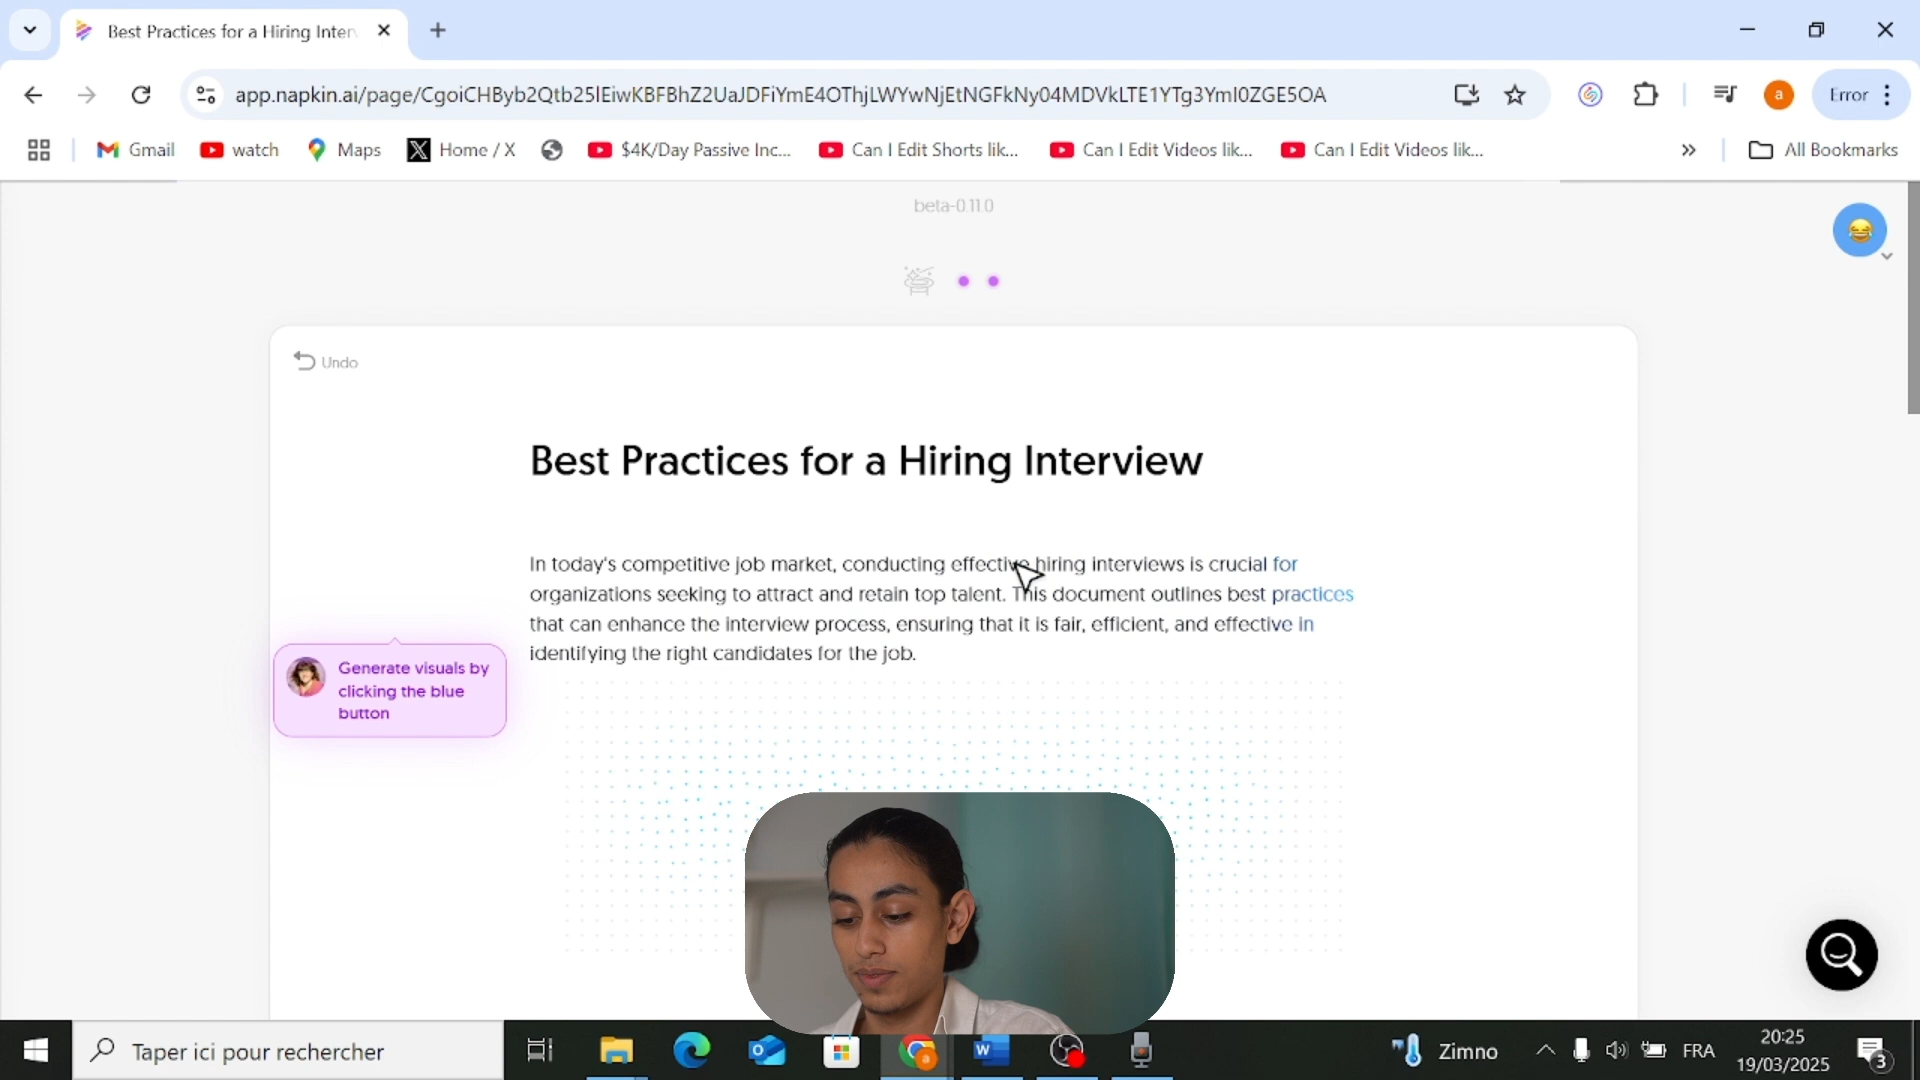 Best Practices for a Hiring Inter
app.napkin.ai/page/CgoiCHByb2Qtb25lEiwKBFBhZ2UaJDFiYmE4OThjLWYwNjEtNGFkNy04MDVkLTE1YTg3YmI0ZGE5OA
a
Error
Gmail
watch
Maps
Home / X
$4K/Day Passive Inc...
Can I Edit Shorts lik...
Can I Edit Videos lik...
Can I Edit Videos lik...
All Bookmarks
beta-0.11.0
Undo
Best Practices for a Hiring Interview
In today's competitive job market, conducting effective hiring interviews is crucial for
organizations seeking to attract and retain top talent. This document outlines best practices
that can enhance the interview process, ensuring that it is fair, efficient, and effective in
identifying the right candidates for the job.
Generate visuals by
clicking the blue
button
Taper ici pour rechercher
Zimno
FRA
20:25
19/03/2025
3